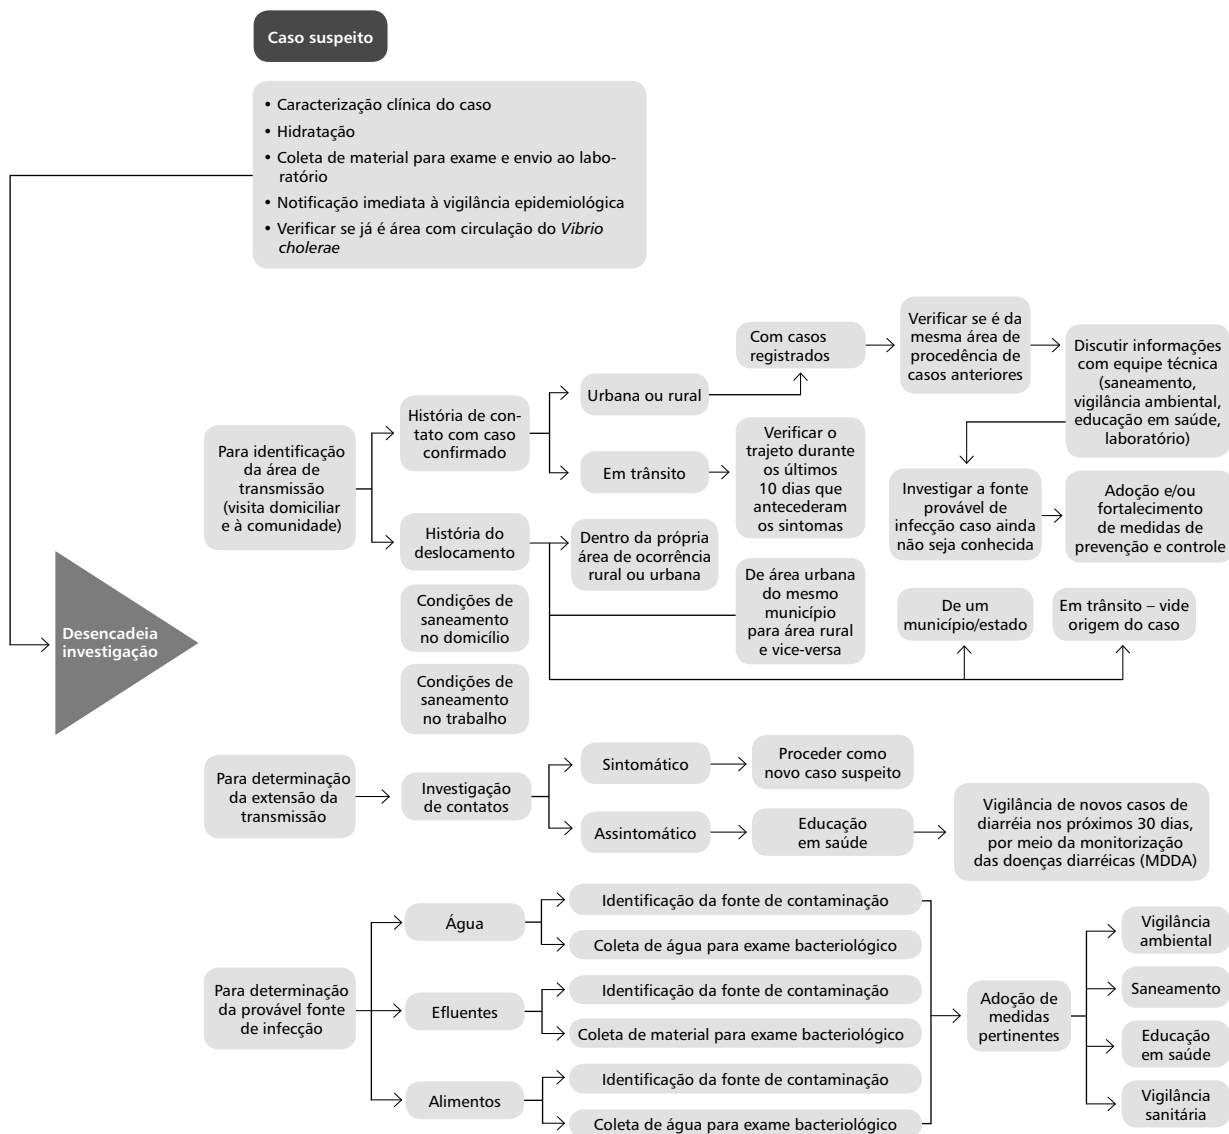 Caso suspeito
• Caracterização clínica do caso
• Hidratação
• Coleta de material para exame e envio ao labo-
ratório
• Notificação imediata à vigilância epidemiológica
• Verificar se já é área com circulação do Vibrio
cholerae
Desencadeia
investigação
Para identificação
da área de
transmissão
(visita domiciliar
e à comunidade)
História de con-
tato com caso
confirmado
Urbana ou rural
Com casos
registrados
Verificar se é da
mesma área de
procedência de
casos anteriores
Discutir informações
com equipe técnica
(saneamento,
vigilância ambiental,
educação em saúde,
laboratório)
Em trânsito
Verificar o
trajeto durante
os últimos
10 dias que
antecederam
os sintomas
Investigar a fonte
provável de
infecção caso ainda
não seja conhecida
Adoção e/ou
fortalecimento
de medidas de
prevenção e controle
História do
deslocamento
Dentro da própria
área de ocorrência
rural ou urbana
De área urbana
do mesmo
município
para área rural
e vice-versa
De um
município/estado
Em trânsito – vide
origem do caso
Condições de
saneamento
no domicílio
Condições de
saneamento
no trabalho
Para determinação
da extensão da
transmissão
Investigação
de contatos
Sintomático
Proceder como
novo caso suspeito
Assintomático
Educação
em saúde
Vigilância de novos casos de
diarréia nos próximos 30 dias,
por meio da monitorização
das doenças diarréicas (MDDA)
Para determinação
da provável fonte
de infecção
Água
Identificação da fonte de contaminação
Coleta de água para exame bacteriológico
Efluentes
Identificação da fonte de contaminação
Coleta de material para exame bacteriológico
Alimentos
Identificação da fonte de contaminação
Coleta de água para exame bacteriológico
Adoção de
medidas
pertinentes
Vigilância
ambiental
Saneamento
Educação
em saúde
Vigilância
sanitária